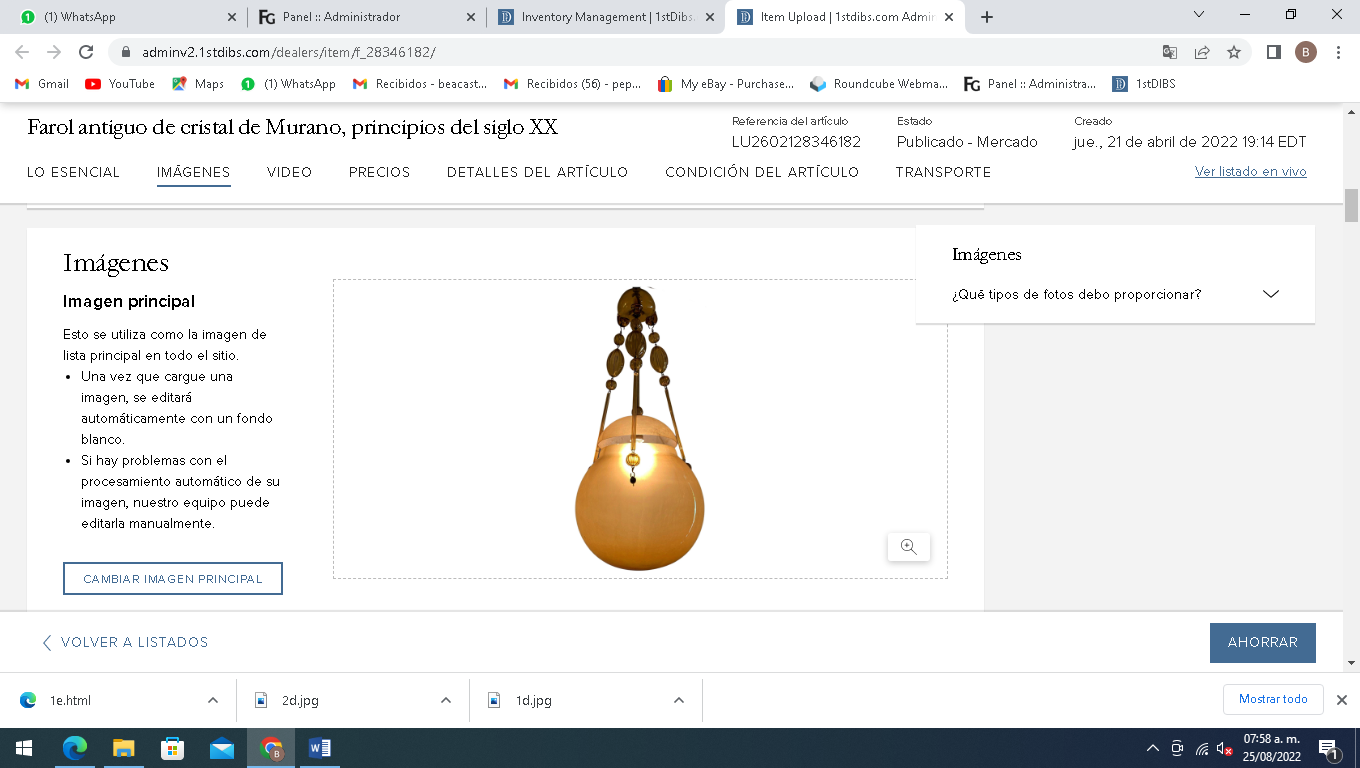 (1) WhatsApp
Panel :: Administrador
Inventory Management | 1stDibs.
Item Upload | 1stdibs.com Admin
adminv2.1stdibs.com/dealers/item/f_28346182/
B
Gmail
YouTube
Maps
(1) WhatsApp
Recibidos - beacast...
Recibidos (56) - pep...
My eBay - Purchase...
Roundcube Webma...
Panel :: Administra...
1stDIBS
Farol antiguo de cristal de Murano, principios del siglo XX
Referencia del artículo
LU2602128346182
Estado
Publicado - Mercado
Creado
jue., 21 de abril de 2022 19:14 EDT
LO ESENCIAL
IMÁGENES
VIDEO
PRECIOS
DETALLES DEL ARTÍCULO
CONDICIÓN DEL ARTÍCULO
TRANSPORTE
Ver listado en vivo
Imágenes
Imagen principal
Esto se utiliza como la imagen de
lista principal en todo el sitio.
• Una vez que cargue una
imagen, se editará
automáticamente con un fondo
blanco.
• Si hay problemas con el
procesamiento automático de su
imagen, nuestro equipo puede
editarla manualmente.
CAMBIAR IMAGEN PRINCIPAL
Imágenes
¿Qué tipos de fotos debo proporcionar?
VOLVER A LISTADOS
AHORRAR
1e.html
2d.jpg
1d.jpg
Mostrar todo
07:58 a. m.
25/08/2022
1